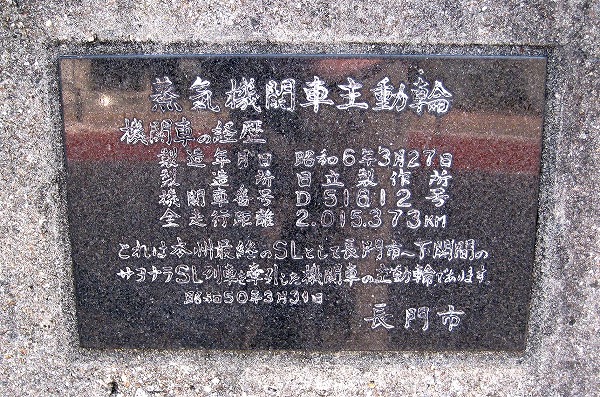 蒸気機関車主動輪
機関車の経歴
製造年月日 昭和6年3月27日
製造所 日立製作所
機関車番号 D51612号
全走行距離 2.015.373KM
これは本州最終のSLとして長門市〜下関間の
サヨナラSL列車を牽引した機関車の主動輪であります
昭和50年3月31日
長門市